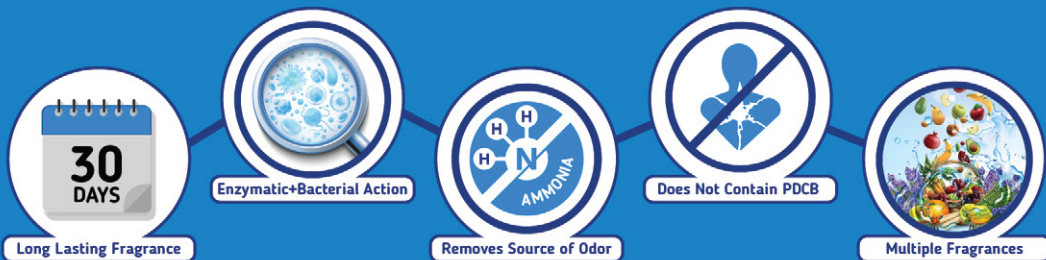 30
DAYS
Long Lasting Fragrance
Enzymatic+Bacterial Action
H
H
H
N
AMMONIA
Removes Source of Odor
Does Not Contain PDCB
Multiple Fragrances